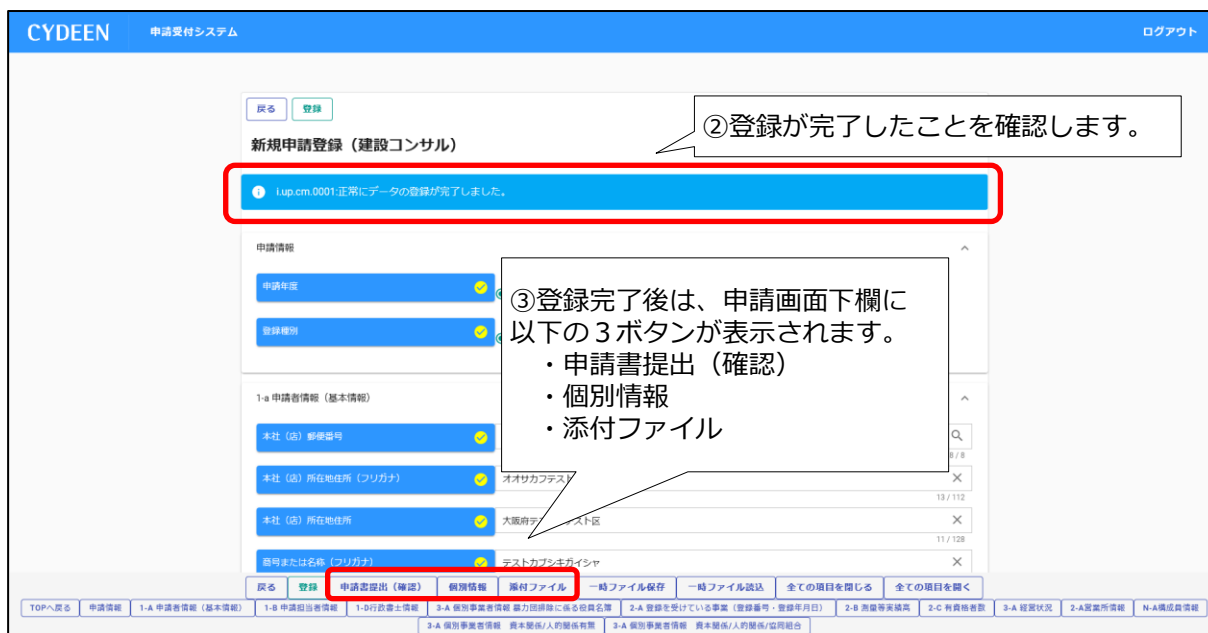 CYDEEN 申請受付システム ログアウト
戻る 登録
新規申請登録（建設コンサル）
②登録が完了したことを確認します。
i.up.cm.0001:正常にデータの登録が完了しました。
申請情報
申請年度
登録種別
③登録完了後は、申請画面下欄に
以下の３ボタンが表示されます。
・申請書提出（確認）
・個別情報
・添付ファイル
1-a 申請者情報（基本情報）
本社（店）郵便番号
8 / 8
本社（店）所在地住所（フリガナ） オオサカフテスト
13 / 112
本社（店）所在地住所 大阪府テ スト区
11 / 128
商号または名称（フリガナ） テストカブシキガイシャ
戻る 登録 申請書提出（確認） 個別情報 添付ファイル 一時ファイル保存 一時ファイル読込 全ての項目を閉じる 全ての項目を開く
TOPへ戻る 申請情報 1-A 申請者情報（基本情報） 1-B 申請担当者情報 1-D行政書士情報 3-A 個別事業者情報 暴力団排除に係る役員名簿 2-A 登録を受けている事業（登録番号・登録年月日） 2-B 測量等実績高 2-C 有資格者数 3-A 経営状況 2-A営業所情報 N-A構成員情報
3-A 個別事業者情報 資本関係/人的関係有無 3-A 個別事業者情報 資本関係/人的関係/協同組合